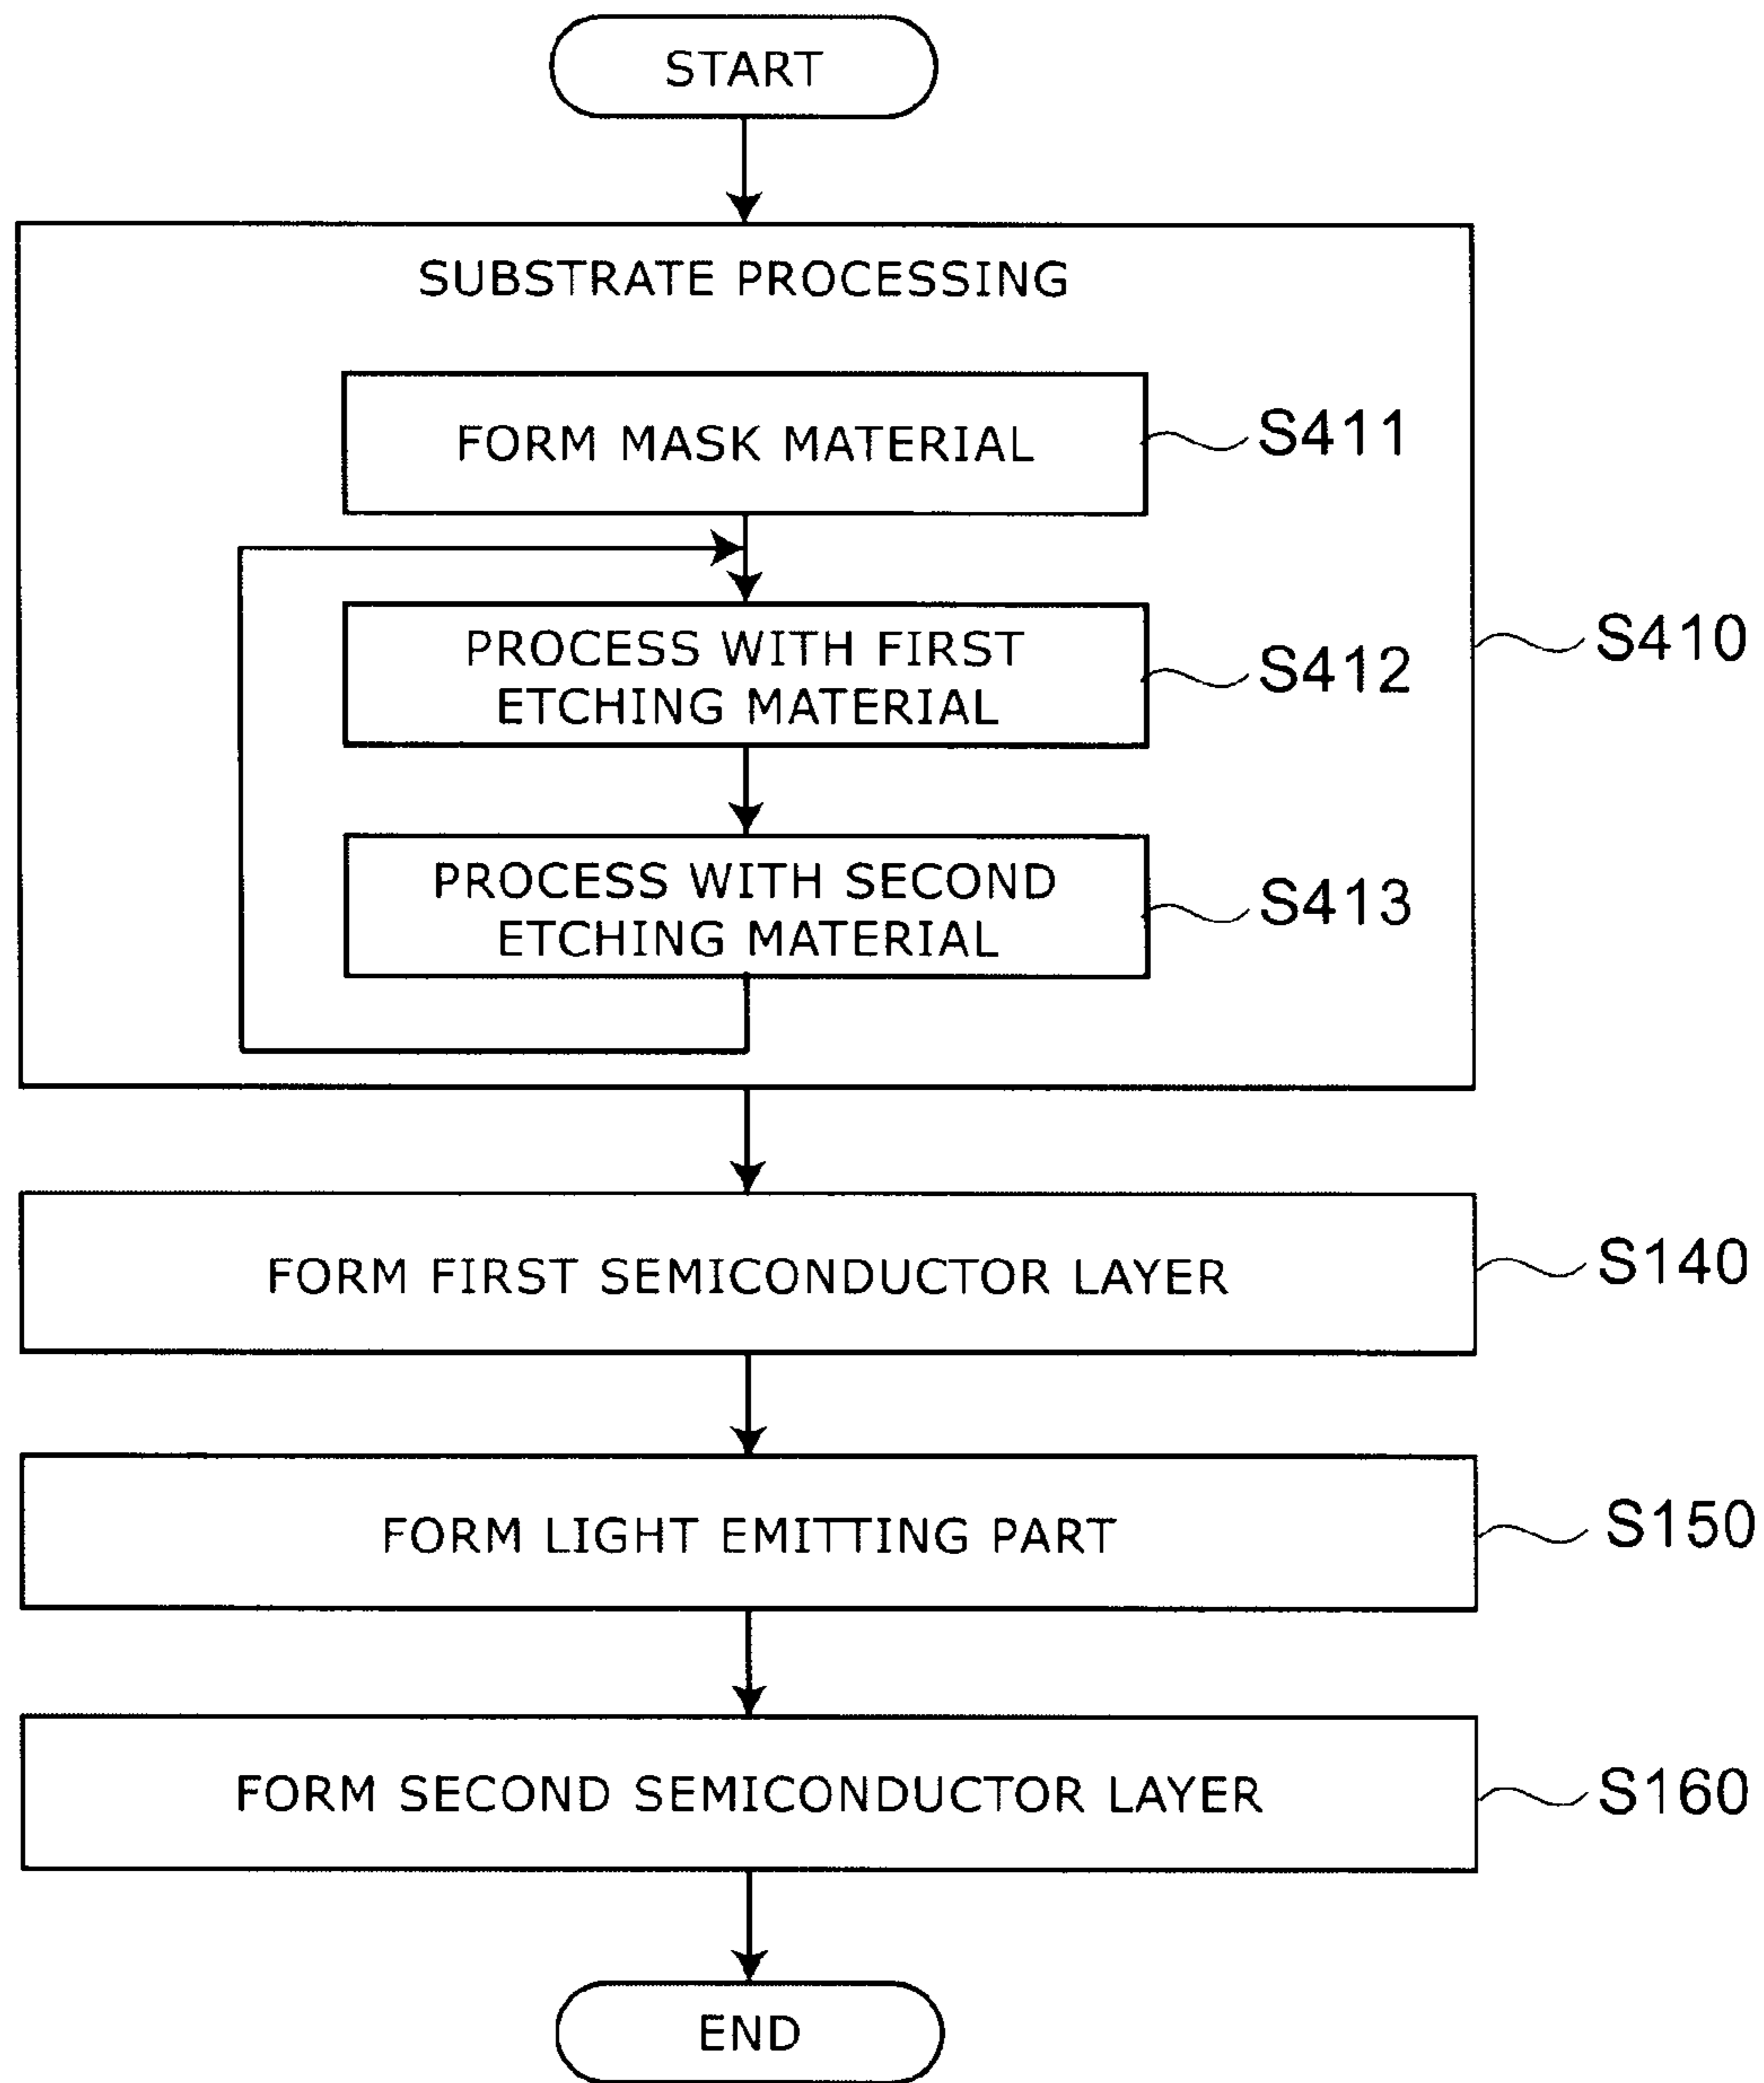 START
SUBSTRATE PROCESSING
FORM MASK MATERIAL
S411
PROCESS WITH FIRST
ETCHING MATERIAL
S412
S410
PROCESS WITH SECOND
ETCHING MATERIAL
S413
FORM FIRST SEMICONDUCTOR LAYER
S140
FORM LIGHT EMITTING PART
S150
FORM SECOND SEMICONDUCTOR LAYER
S160
END